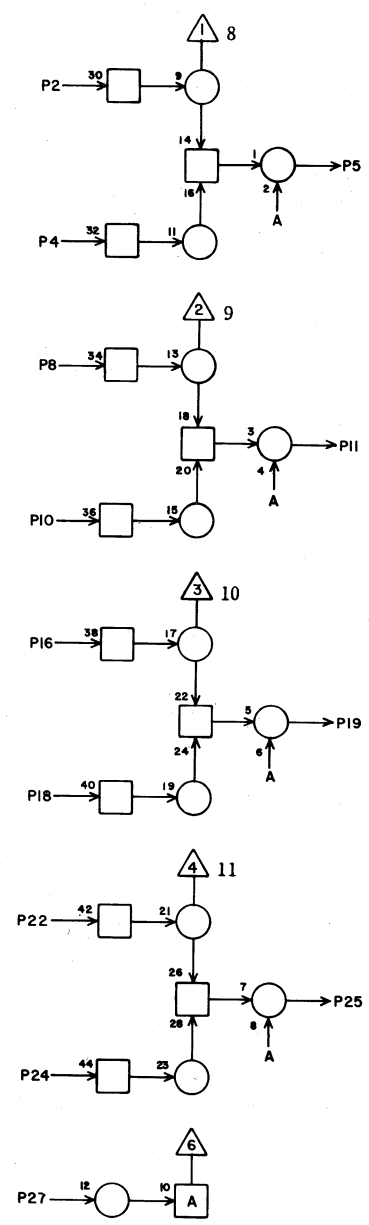 1 8
P2 30 9
14
1 P5
16 2
A
P4 32 11
2 9
P8 34 13
18
3 P11
20 4
A
P10 36 15
3 10
P16 38 17
22
5 P19
24 6
A
P18 40 19
4 11
P22 42 21
26
7 P25
28 8
A
P24 44 23
6
P27 12 10 A